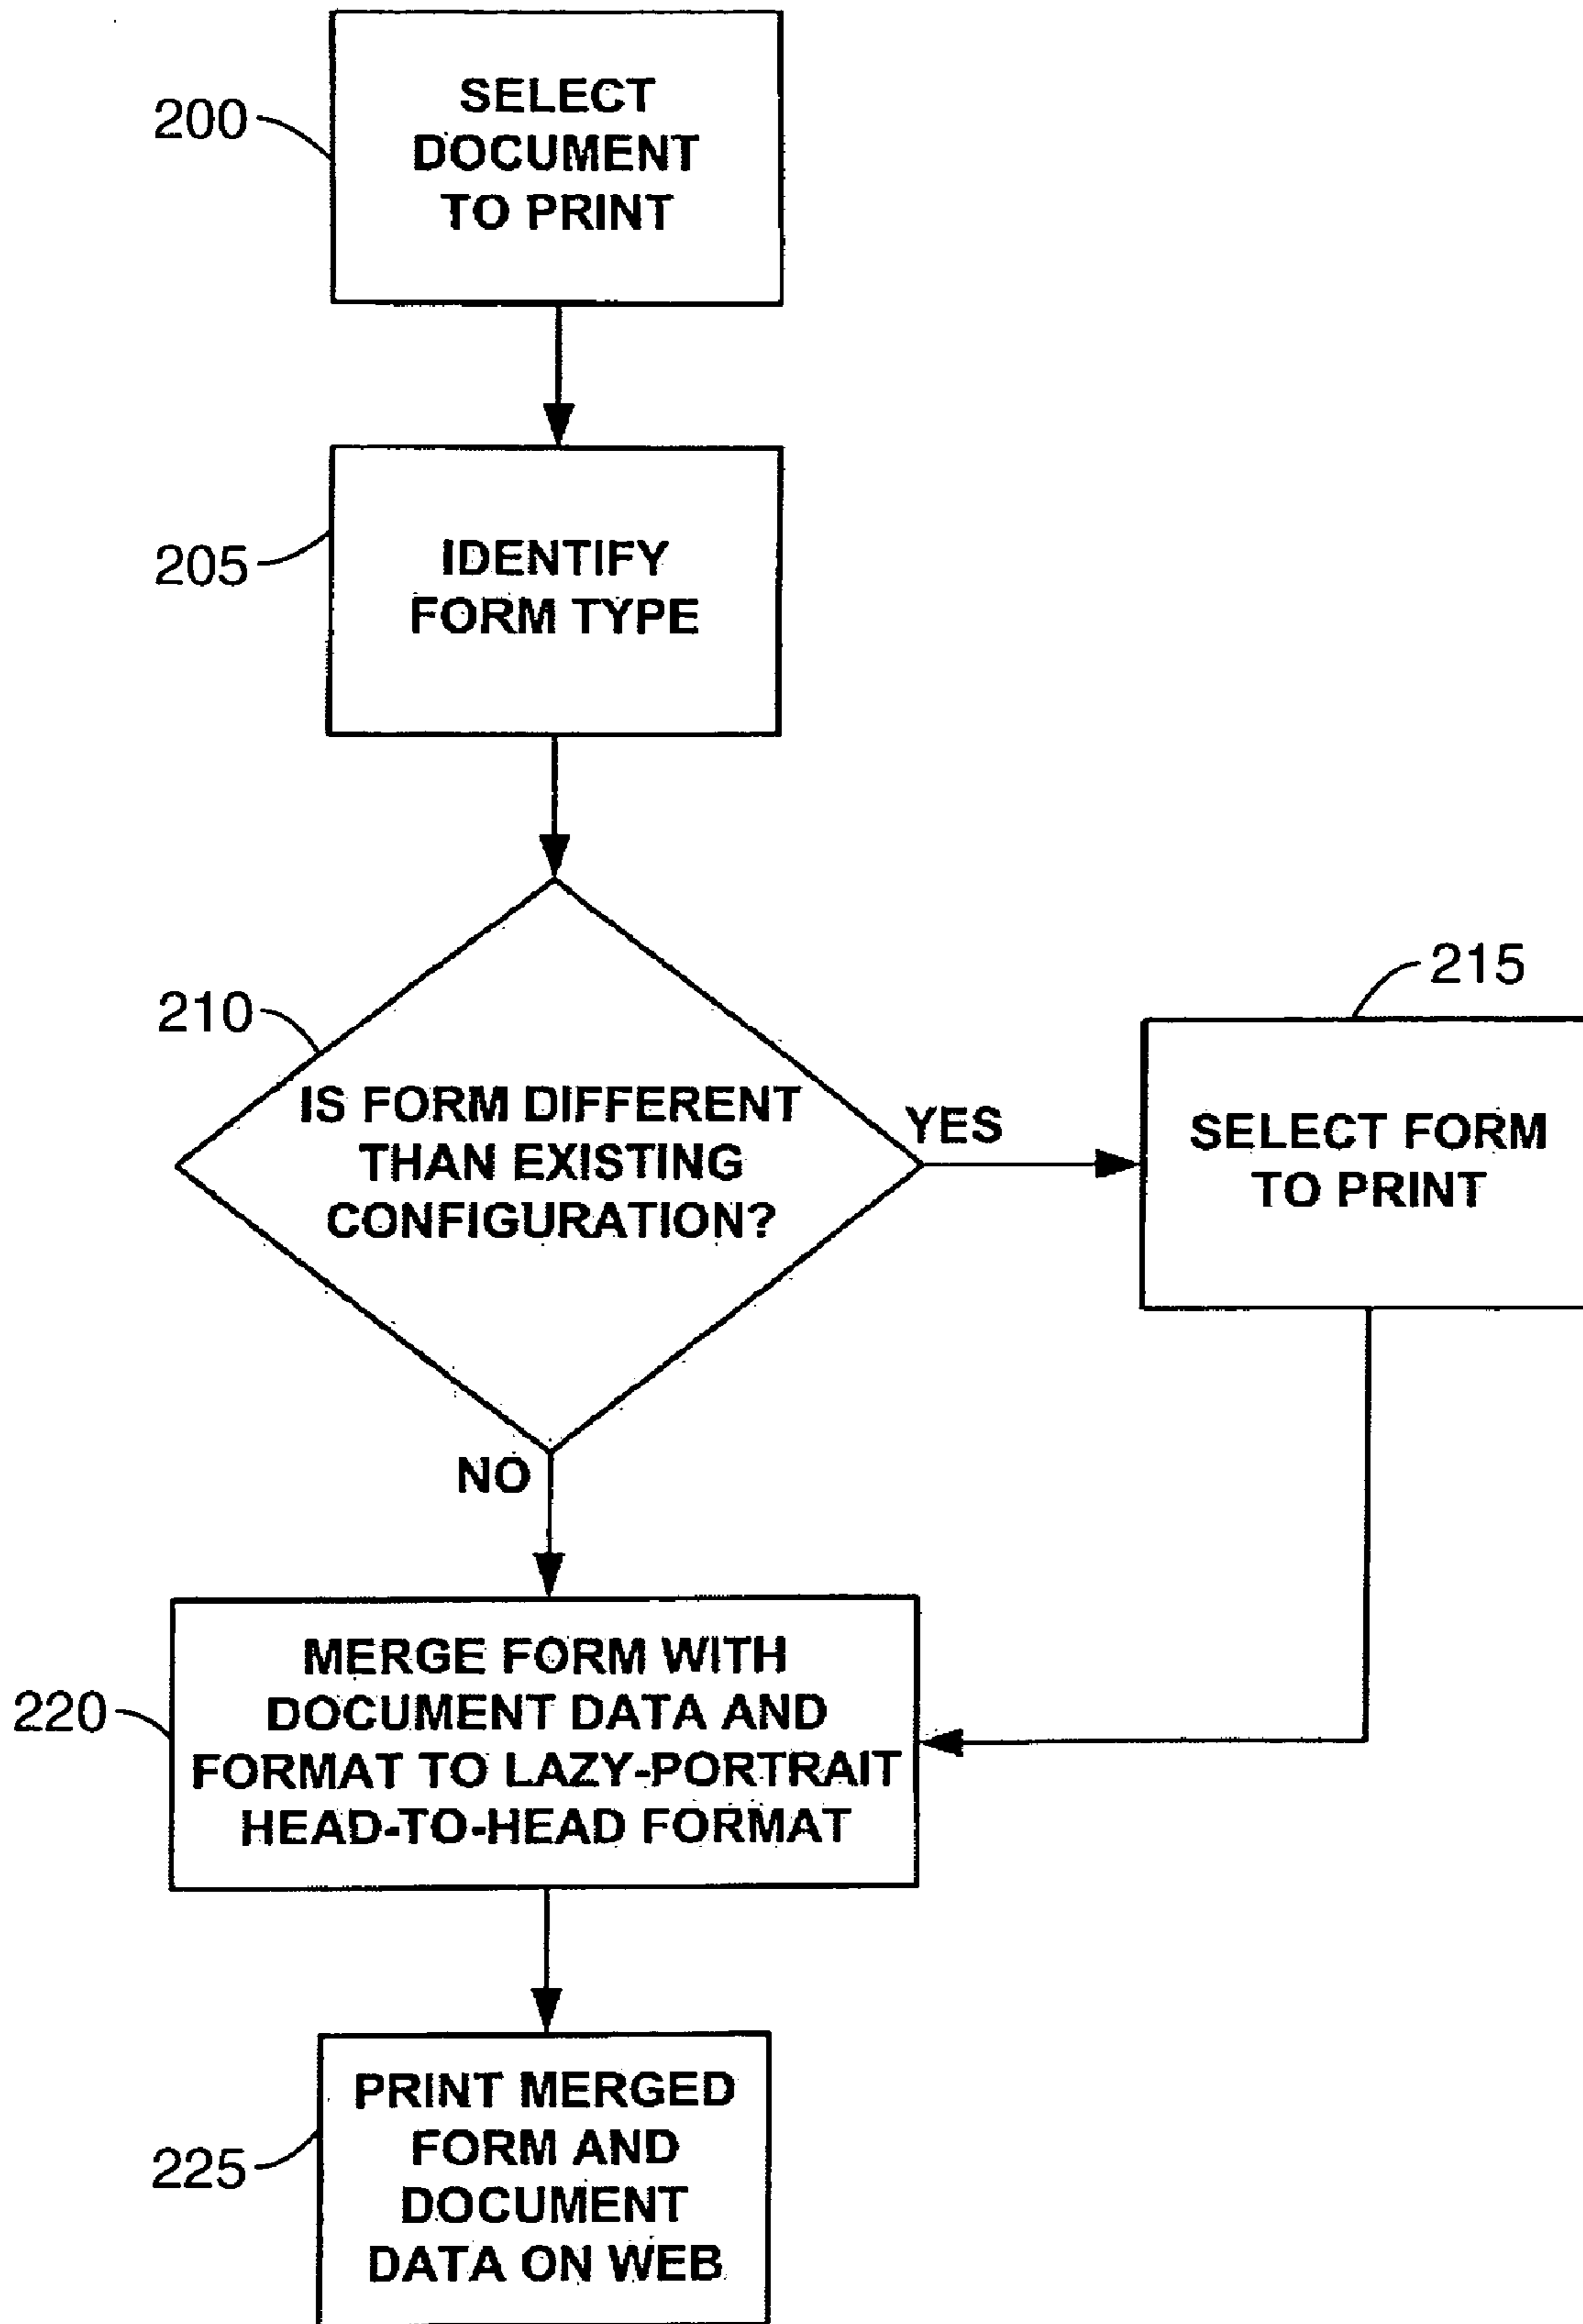 200
SELECT
DOCUMENT
TO PRINT
205
IDENTIFY
FORM TYPE
210
IS FORM DIFFERENT
THAN EXISTING
CONFIGURATION?
YES
215
SELECT FORM
TO PRINT
NO
220
MERGE FORM WITH
DOCUMENT DATA AND
FORMAT TO LAZY-PORTRAIT
HEAD-TO-HEAD FORMAT
225
PRINT MERGED
FORM AND
DOCUMENT
DATA ON WEB